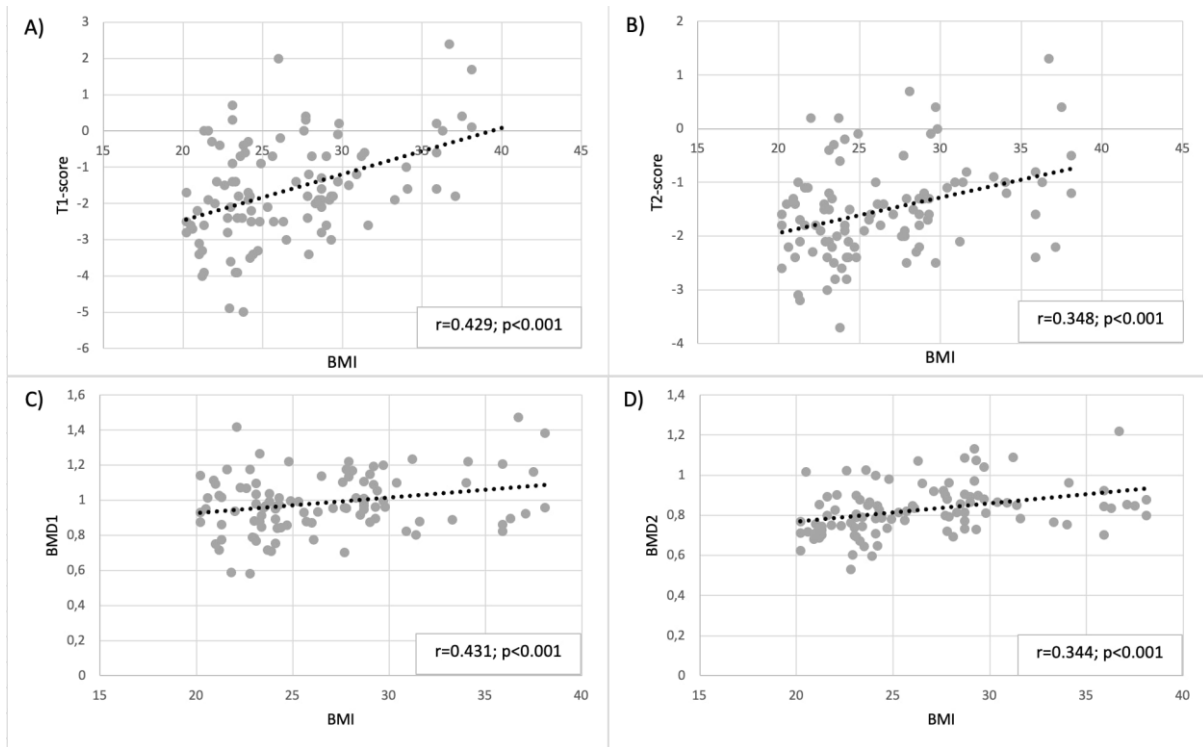 A)
3
2
1
0
-1
-2
-3
-4
-5
-6
15 20 25 30 35 40 45
T1-score
BMI
r=0.429; p<0.001
B)
2
1
0
-1
-2
-3
-4
15 20 25 30 35 40 45
T2-score
BMI
r=0.348; p<0.001
C)
1,6
1,4
1,2
1
0,8
0,6
0,4
0,2
0
15 20 25 30 35 40
BMD1
BMI
r=0.431; p<0.001
D)
1,4
1,2
1
0,8
0,6
0,4
0,2
0
15 20 25 30 35 40
BMD2
BMI
r=0.344; p<0.001